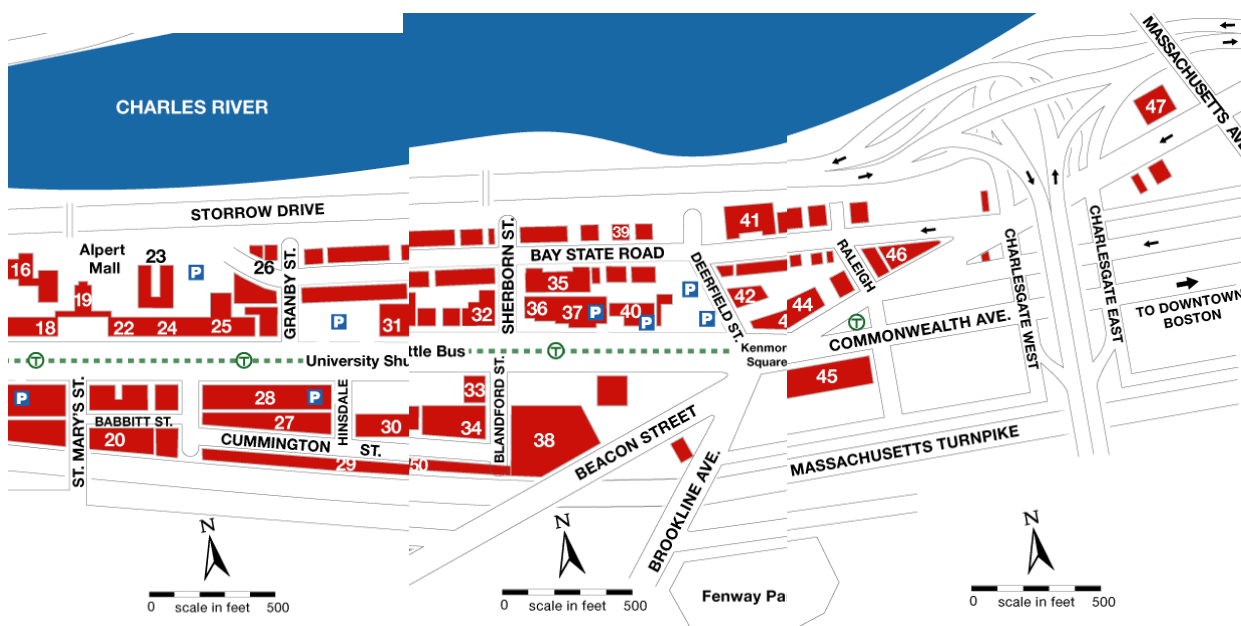 CHARLES RIVER
MASSACHUSETTS AVE
47
STORROW DRIVE
Alpert
Mall
23
16
19
26
P
GRANBY ST.
SHERBORN ST.
39
41
BAY STATE ROAD
DEERFIELD ST.
RALEIGH
46
CHARLESGATE WEST
CHARLESGATE EAST
TO DOWNTOWN
BOSTON
18
22
24
25
P
31
32
35
36
37
P
40
P
P
P
42
44
4
T
COMMONWEALTH AVE.
T
T
University Shu
ttle Bus
T
Kenmor
Square
45
P
ST. MARY'S ST.
BABBITT ST.
20
28
P
27
HINSDALE
30
CUMMINGTON
ST.
29
50
33
34
BLANDFORD ST.
38
BEACON STREET
BROOKLINE AVE.
MASSACHUSETTS TURNPIKE
Fenway Pa
N
0 scale in feet 500
N
0 scale in feet 500
N
0 scale in feet 500